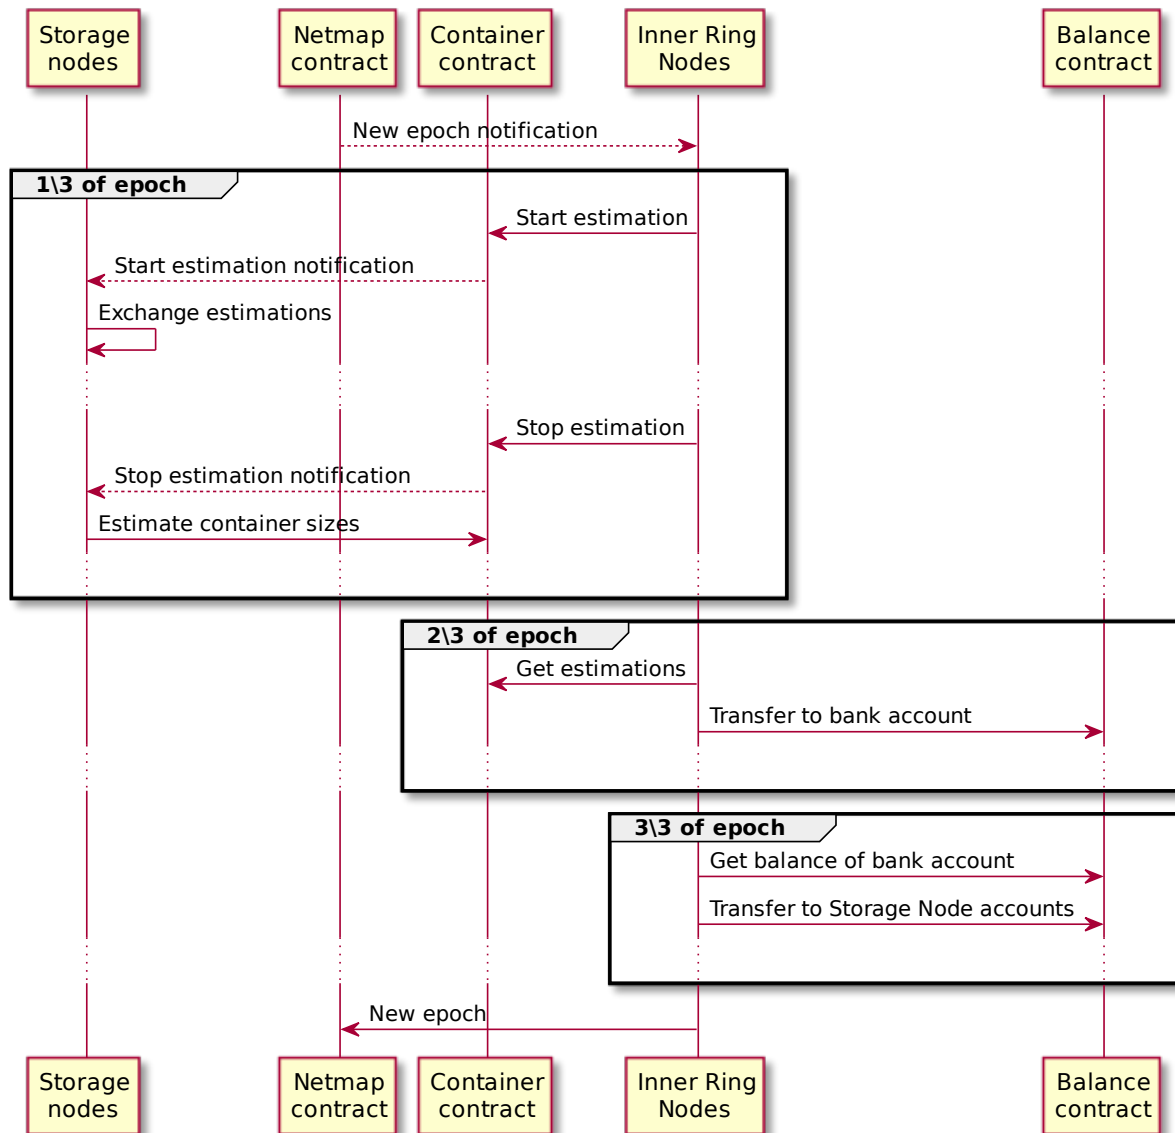 Storage
nodes
Netmap
contract
Container
contract
Inner Ring
Nodes
Balance
contract
New epoch notification
1\3 of epoch
Start estimation
Start estimation notification
Exchange estimations
Stop estimation
Stop estimation notification
Estimate container sizes
2\3 of epoch
Get estimations
Transfer to bank account
3\3 of epoch
Get balance of bank account
Transfer to Storage Node accounts
New epoch
Storage
nodes
Netmap
contract
Container
contract
Inner Ring
Nodes
Balance
contract